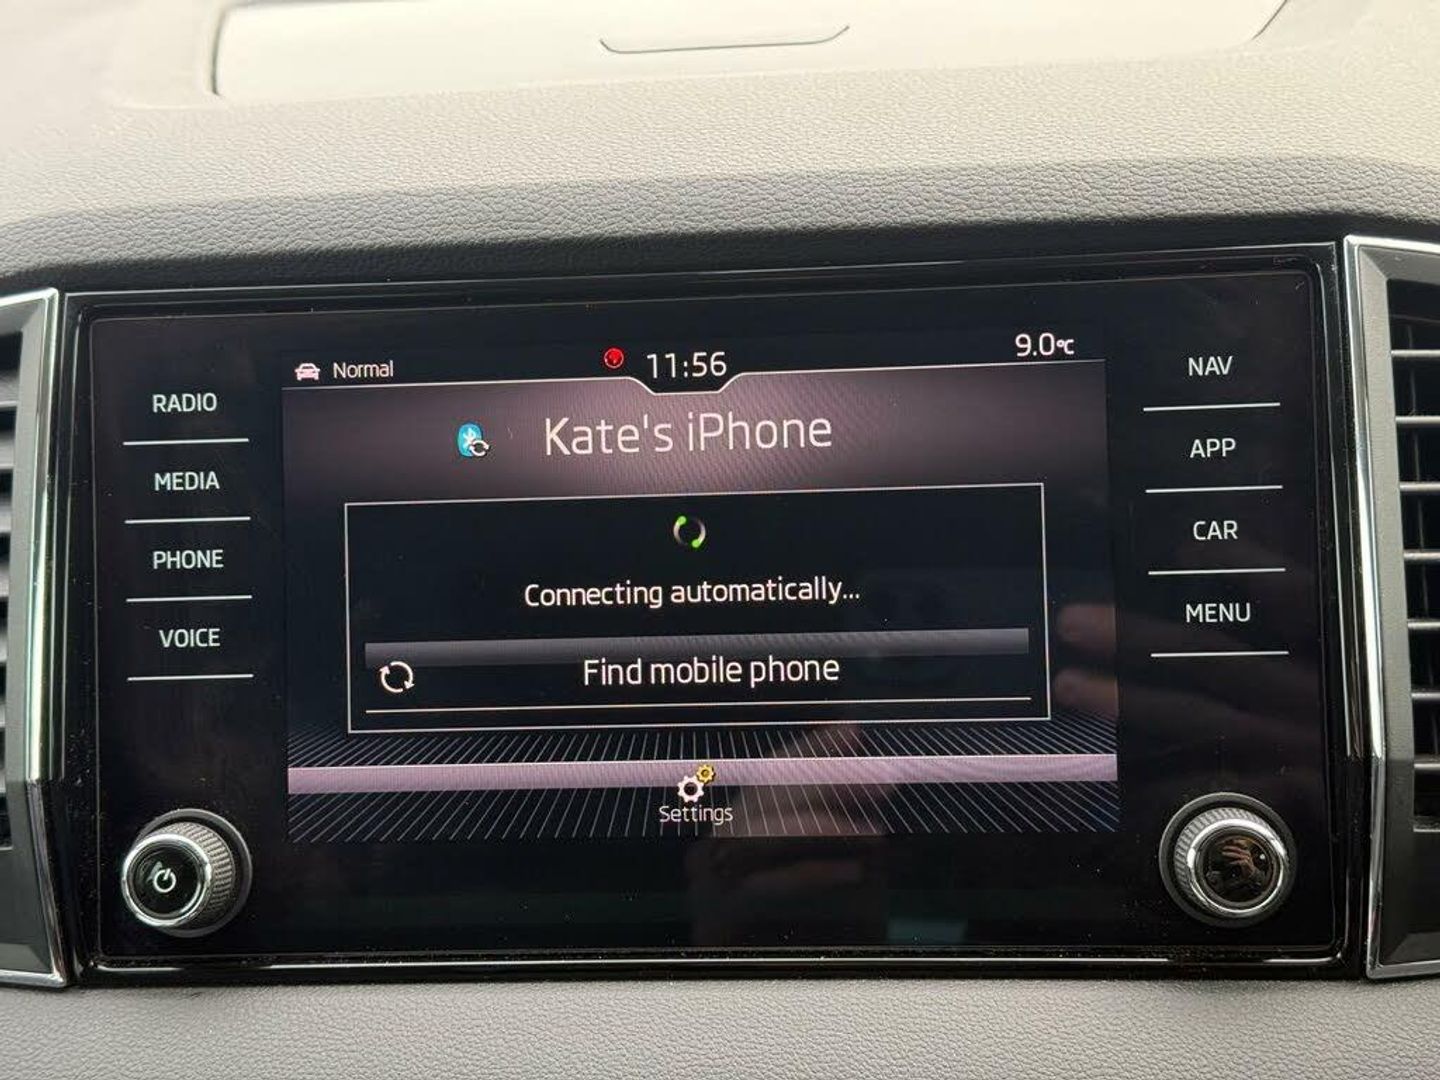 Normal
11:56
9.0°C
RADIO
MEDIA
PHONE
VOICE
Kate's iPhone
Connecting automatically...
Find mobile phone
Settings
NAV
APP
CAR
MENU